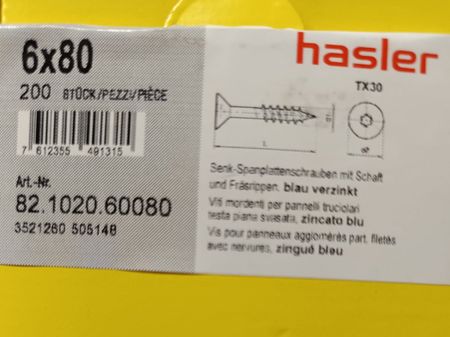 6x80
hasler
200 STÜCK/PEZZI/PIÈCE
TX30
L
7 612355 491315
Art.-Nr.
82.1020.60080
3521280 505148
Senk-Spanplattenschrauben mit Schaft
und Fräsrippen, blau verzinkt
Viti mordenti per pannelli truciolari
testa piana svasata, zincato blu
Vis pour panneaux agglomérés part. filetés
avec nervures, zingué bleu